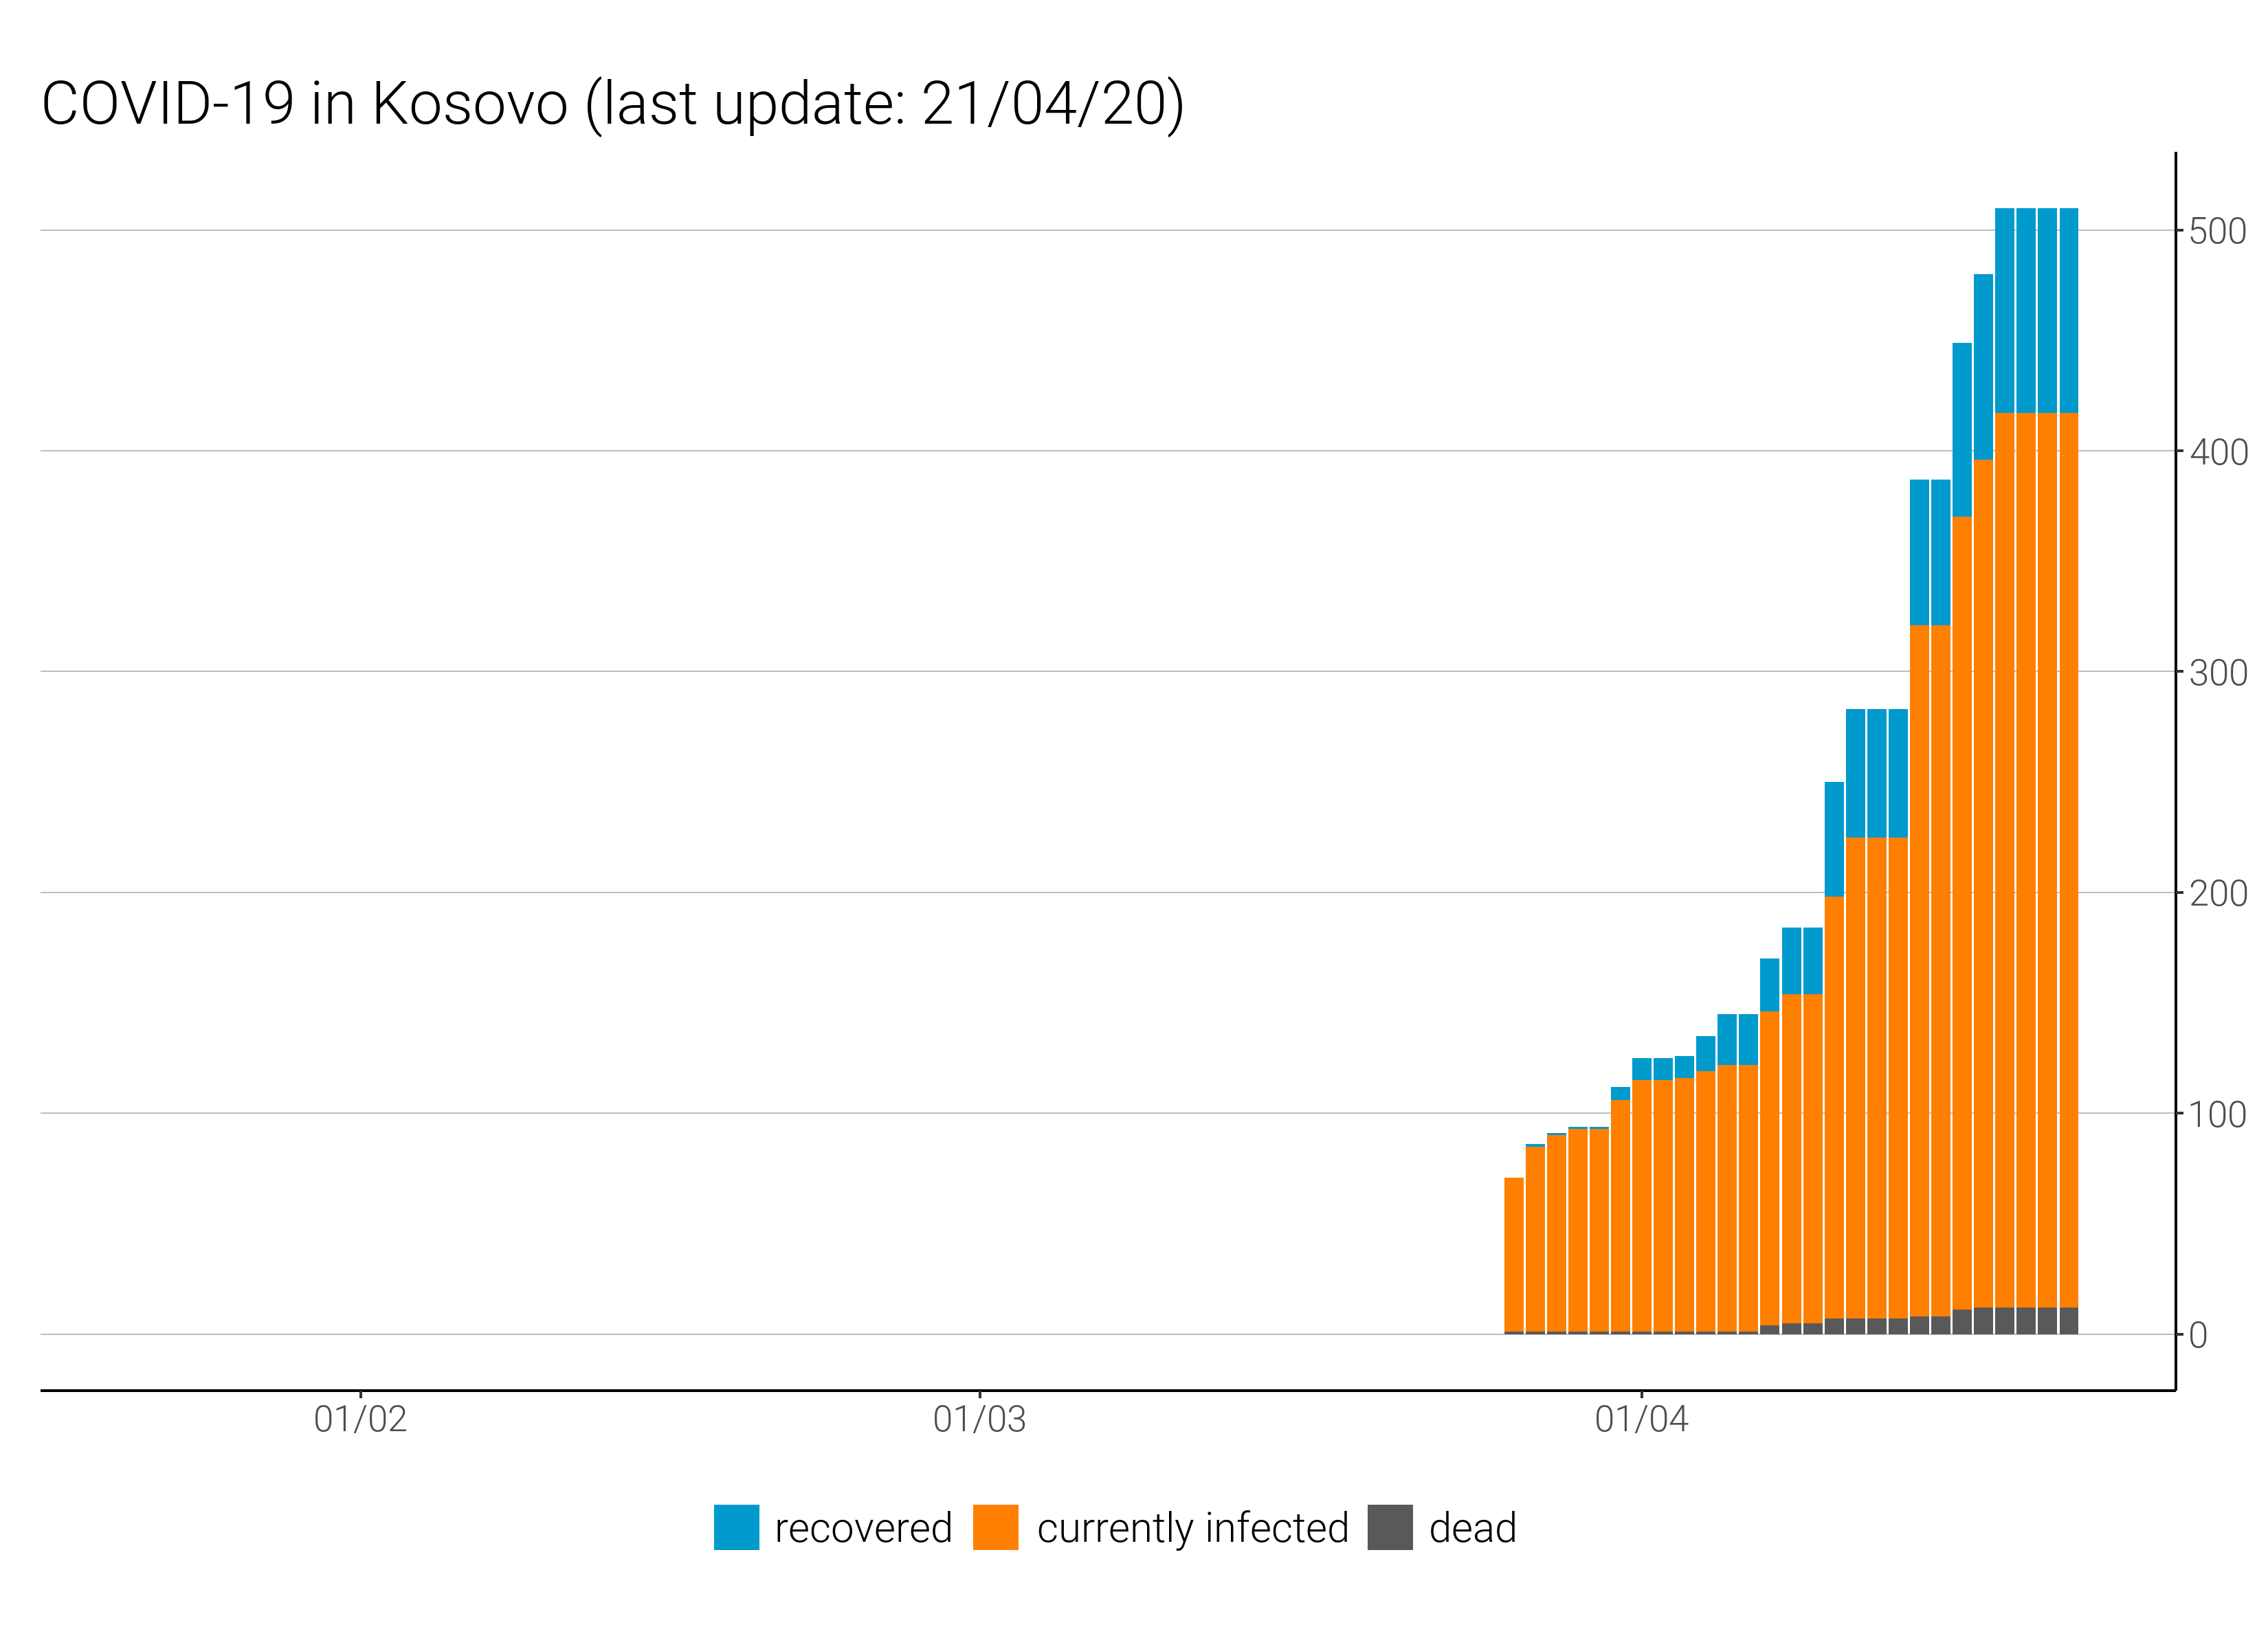 COVID-19 in Kosovo (last update: 21/04/20)
500
400
300
200
100
0
01/02 01/03 01/04
recovered currently infected dead